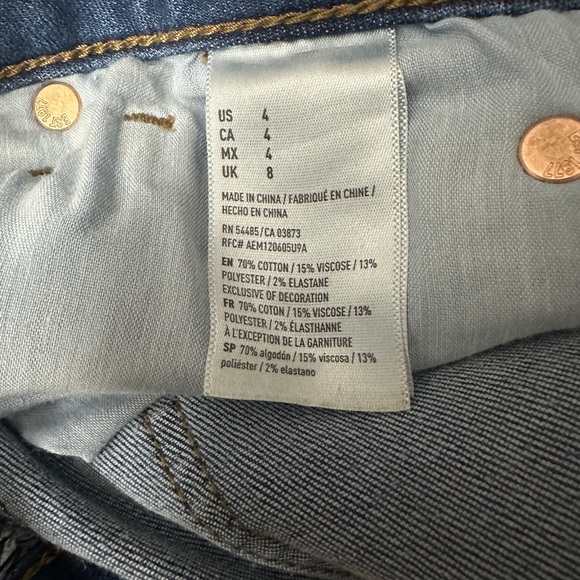 US 4
CA 4
MX 4
UK 8
MADE IN CHINA / FABRIQUÉ EN CHINE /
HECHO EN CHINA
RN 54485/CA 03873
RFC# AEM120605U9A
EN 70% COTTON / 15% VISCOSE / 13%
POLYESTER / 2% ELASTANE
EXCLUSIVE OF DECORATION
FR 70% COTON / 15% VISCOSE / 13%
POLYESTER / 2% ÉLASTHANNE
À L'EXCEPTION DE LA GARNITURE
SP 70% algodón / 15% viscosa / 13%
poliéster / 2% elastano